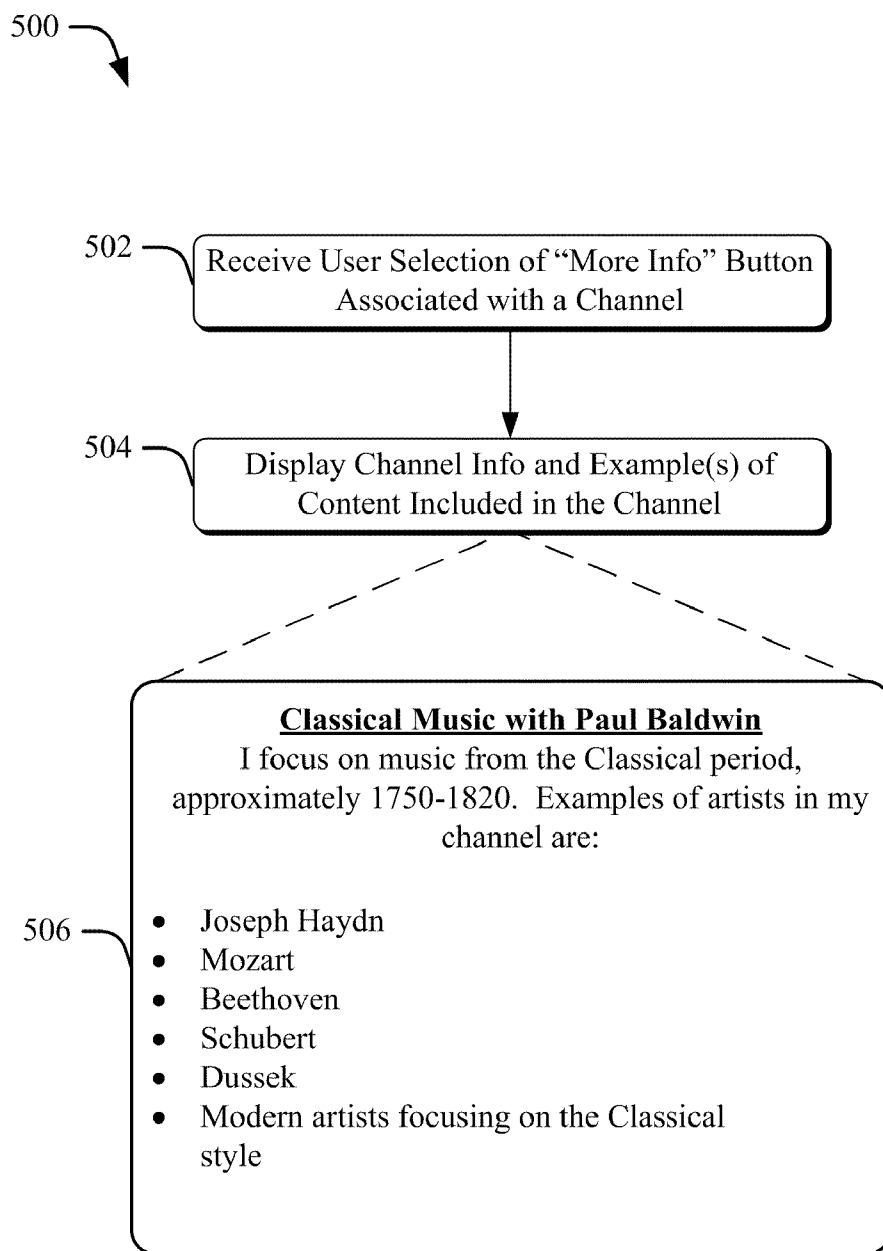 500
502
Receive User Selection of “More Info” Button
Associated with a Channel
504
Display Channel Info and Example(s) of
Content Included in the Channel
Classical Music with Paul Baldwin
I focus on music from the Classical period,
approximately 1750-1820.  Examples of artists in my
channel are:
506
• Joseph Haydn
• Mozart
• Beethoven
• Schubert
• Dussek
• Modern artists focusing on the Classical
style